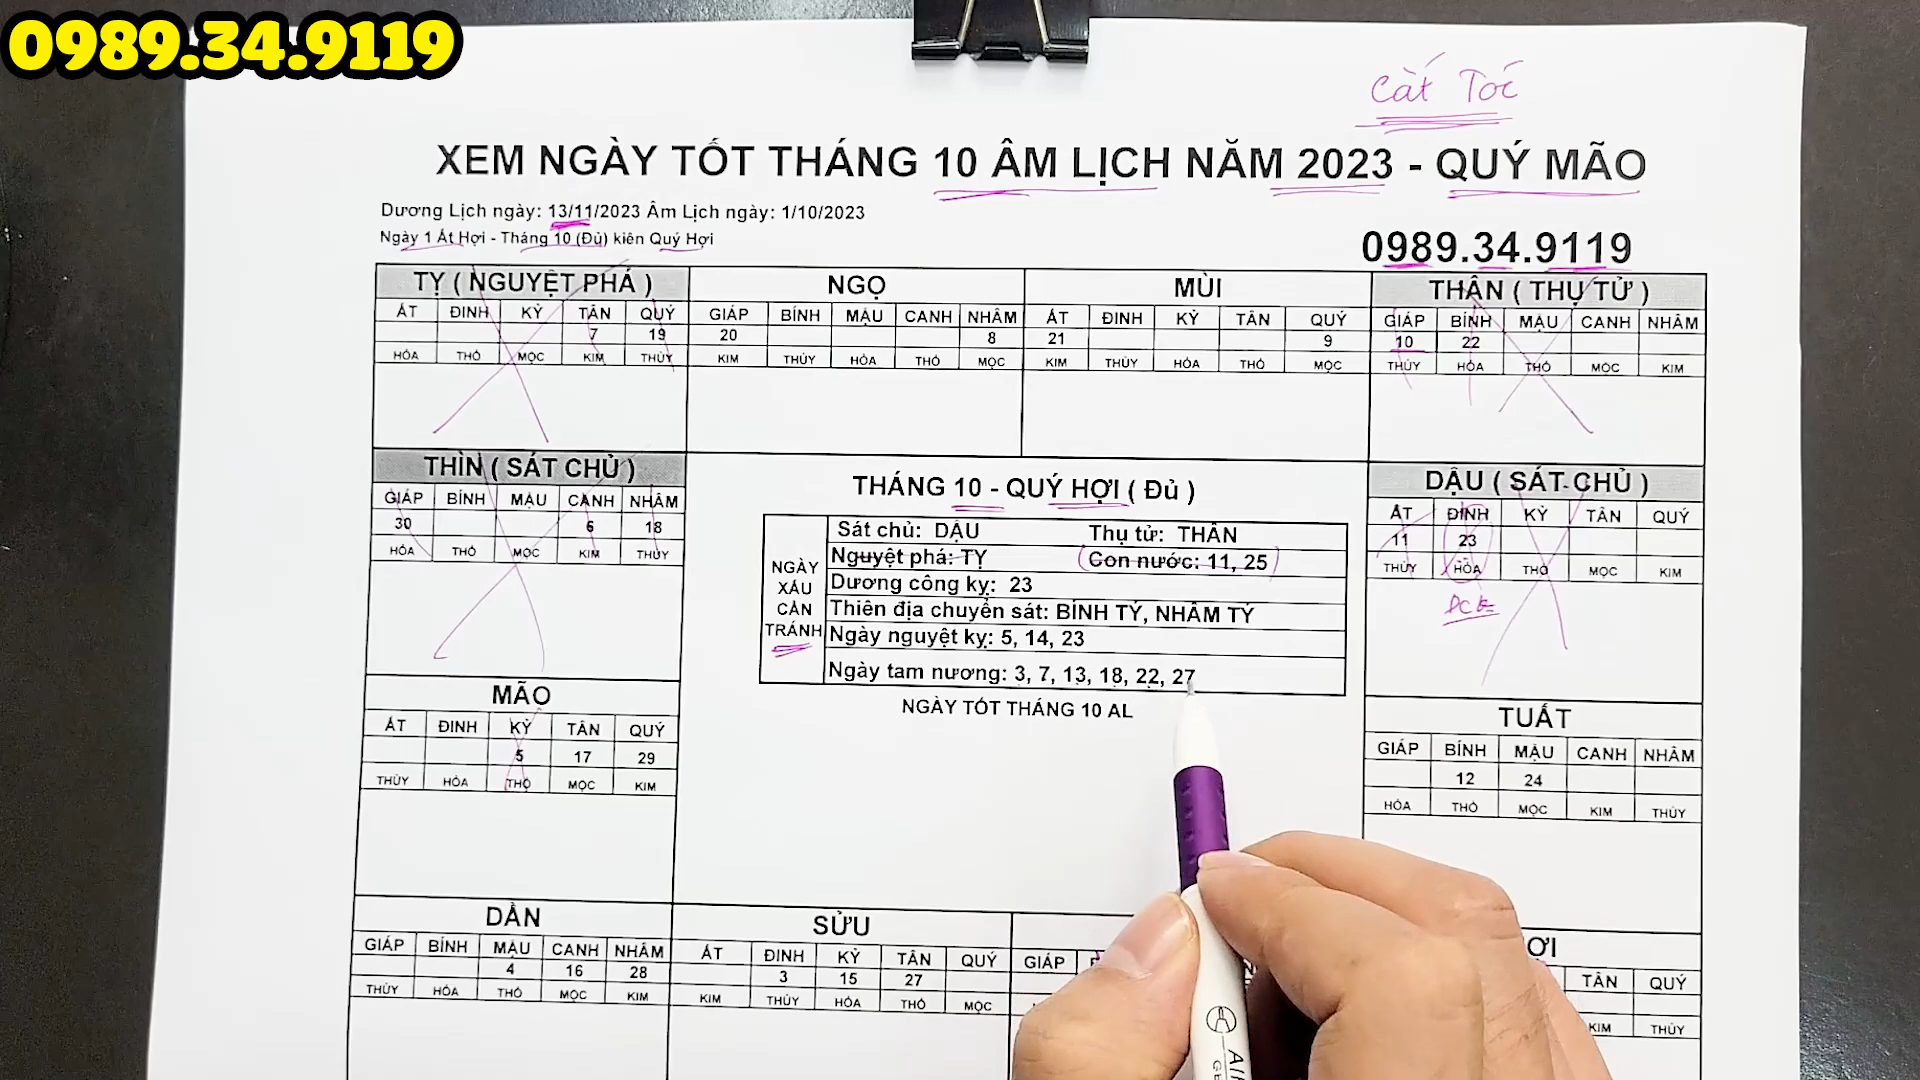 0989.34.9119
Cắt Tóc
XEM NGÀY TỐT THÁNG 10 ÂM LỊCH NĂM 2023 - QUÝ MÃO
Dương Lịch ngày: 13/11/2023 Âm Lịch ngày: 1/10/2023
Ngày 1 Ất Hợi - Tháng 10 (Đủ) kiên Quý Hợi
0989.34.9119
TỴ ( NGUYỆT PHÁ )
ẤT ĐINH KỶ TÂN QUÝ
7 19
HỎA THỔ MỘC KIM THỦY
NGỌ
GIÁP BÍNH MẬU CANH NHÂM
20 8
KIM THỦY HỎA THỔ MỘC
MÙI
ẤT ĐINH KỶ TÂN QUÝ
21 9
KIM THỦY HỎA THỔ MỘC
THÂN ( THỤ TỬ )
GIÁP BÍNH MẬU CANH NHÂM
10 22
THỦY HỎA THỔ MỘC KIM
THÌN ( SÁT CHỦ )
GIÁP BÍNH MẬU CANH NHÂM
30 6 18
HỎA THỔ MỘC KIM THỦY
THÁNG 10 - QUÝ HỢI ( Đủ )
NGÀY XẤU CẦN TRÁNH
Sát chủ: DẬU Thụ tử: THÂN
Nguyệt phá: TỴ Con nước: 11, 25
Dương công kỵ: 23
Thiên địa chuyển sát: BÍNH TÝ, NHÂM TÝ
Ngày nguyệt kỵ: 5, 14, 23
Ngày tam nương: 3, 7, 13, 18, 22, 27
NGÀY TỐT THÁNG 10 AL
DẬU ( SÁT CHỦ )
ẤT ĐINH KỶ TÂN QUÝ
11 23
THỦY HỎA THỔ MỘC KIM
DCK
MÃO
ẤT ĐINH KỶ TÂN QUÝ
5 17 29
THỦY HỎA THỔ MỘC KIM
TUẤT
GIÁP BÍNH MẬU CANH NHÂM
12 24
HỎA THỔ MỘC KIM THỦY
DẦN
GIÁP BÍNH MẬU CANH NHÂM
4 16 28
THỦY HỎA THỔ MỘC KIM
SỬU
ẤT ĐINH KỶ TÂN QUÝ
3 15 27
KIM THỦY HỎA THỔ MỘC
GIÁP
KIM
ỢI
TÂN QUÝ
KIM THỦY